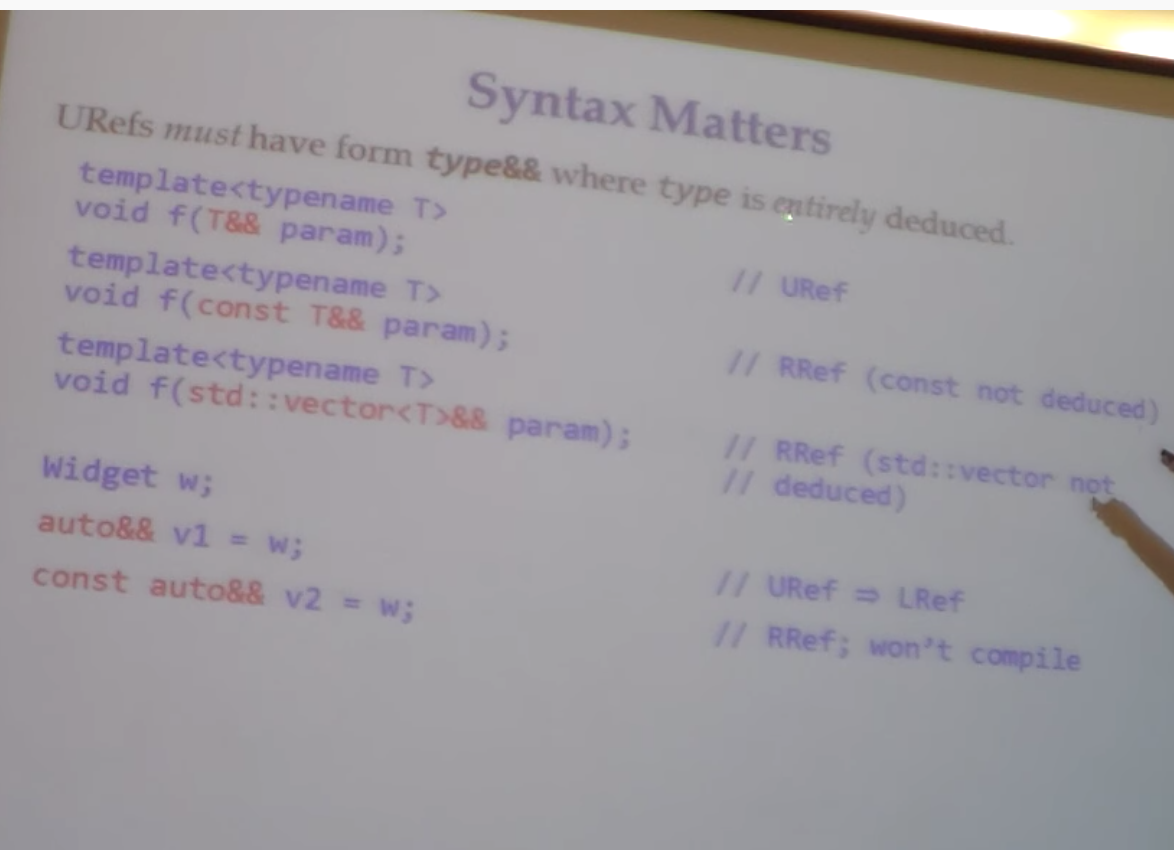 Syntax Matters
URefs must have form type&& where type is entirely deduced.
template<typename T>
void f(T&& param); // URef
template<typename T>
void f(const T&& param); // RRef (const not deduced)
template<typename T>
void f(std::vector<T>&& param); // RRef (std::vector not
// deduced)
Widget w;
auto&& v1 = w; // URef ⇒ LRef
const auto&& v2 = w; // RRef; won't compile